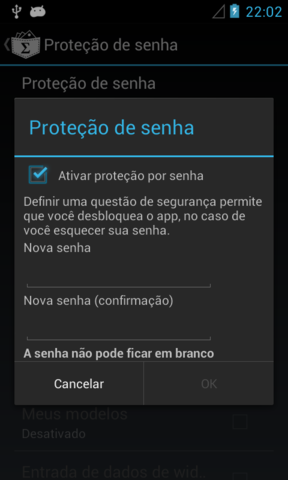 22:02
Proteção de senha
Proteção de senha
Proteção de senha
Ativar proteção por senha
Definir uma questão de segurança permite
que você desbloquea o app, no caso de
você esquecer sua senha.
Nova senha
Nova senha (confirmação)
A senha não pode ficar em branco
Cancelar
OK
Meus modelos
Desativado
Entrada de dados de wid..